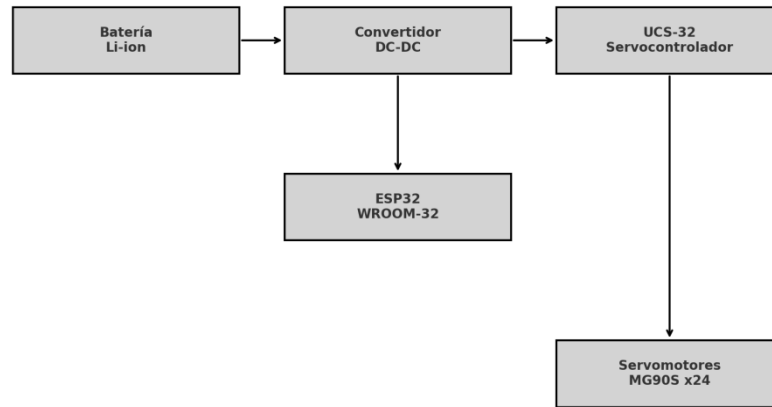 Batería
Li-ion
Convertidor
DC-DC
UCS-32
Servocontrolador
ESP32
WROOM-32
Servomotores
MG90S x24